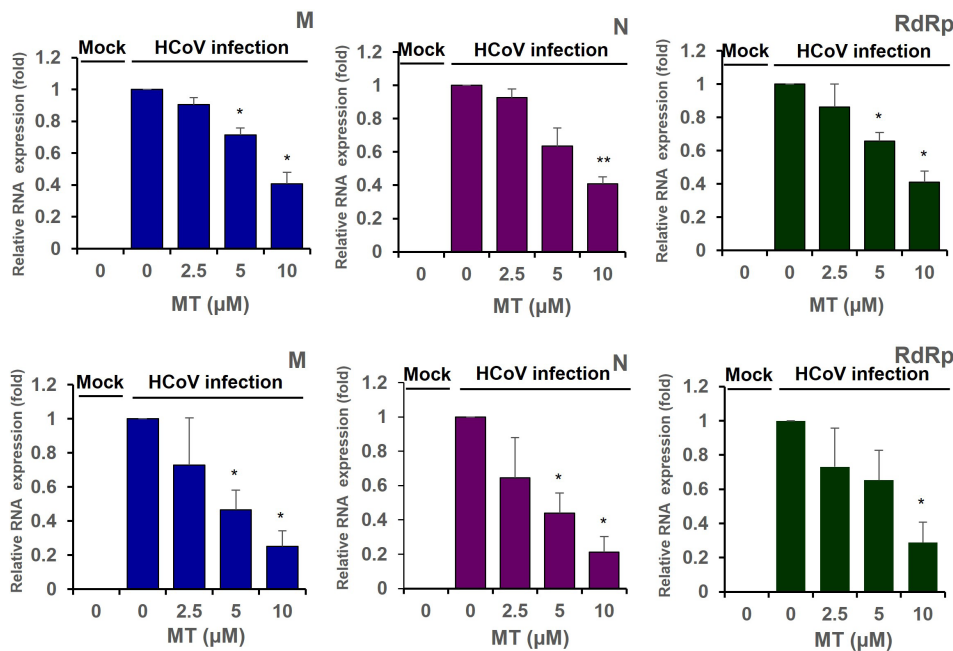 M
Mock HCoV infection
Relative RNA expression (fold)
1.2
1
0.8
0.6
0.4
0.2
0
*
*
0 0 2.5 5 10
MT (µM)
N
Mock HCoV infection
Relative RNA expression (fold)
1.2
1
0.8
0.6
0.4
0.2
0
**
0 0 2.5 5 10
MT (µM)
RdRp
Mock HCoV infection
Relative RNA expression (fold)
1.2
1
0.8
0.6
0.4
0.2
0
*
*
0 0 2.5 5 10
MT (µM)
M
Mock HCoV infection
Relative RNA expression (fold)
1.2
1
0.8
0.6
0.4
0.2
0
*
*
0 0 2.5 5 10
MT (µM)
N
Mock HCoV infection
Relative RNA expression (fold)
1.2
1
0.8
0.6
0.4
0.2
0
*
*
0 0 2.5 5 10
MT (µM)
RdRp
Mock HCoV infection
Relative RNA expression (fold)
1.2
1
0.8
0.6
0.4
0.2
0
*
0 0 2.5 5 10
MT (µM)